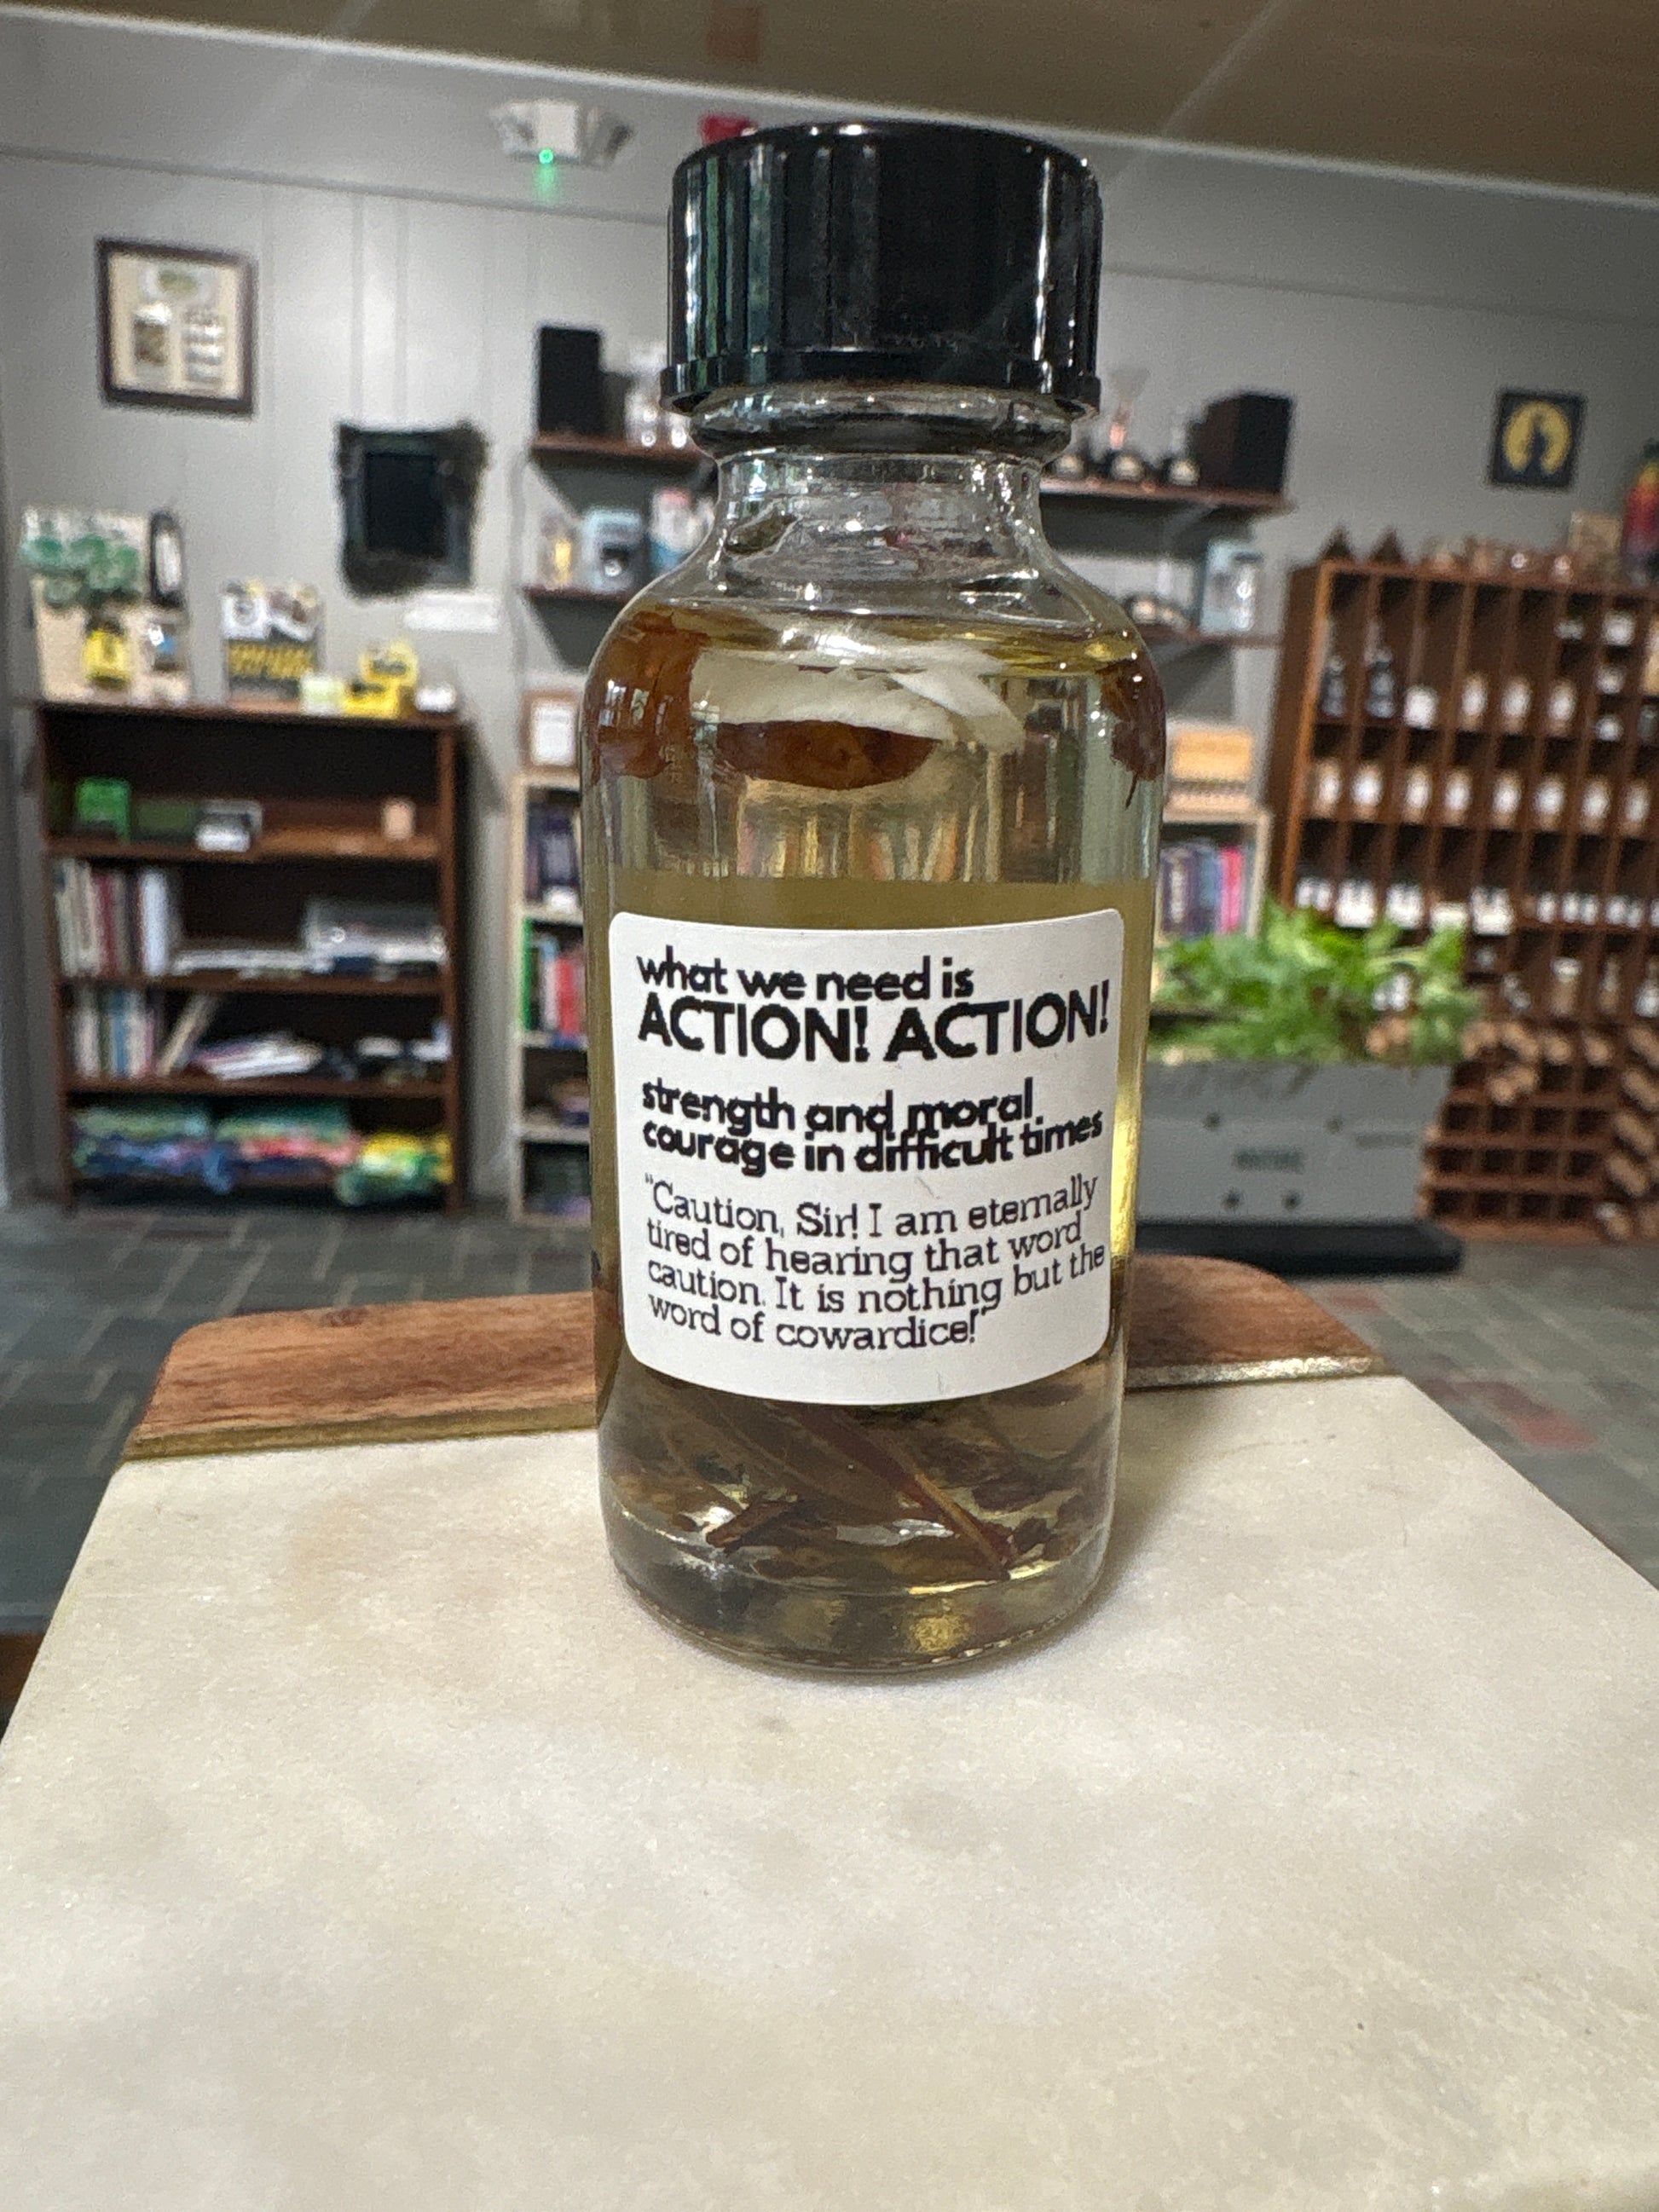 what we need is
ACTION! ACTION!
strength and moral
courage in difficult times
"Caution, Sir! I am eternally
tired of hearing that word
caution. It is nothing but the
word of cowardice!"